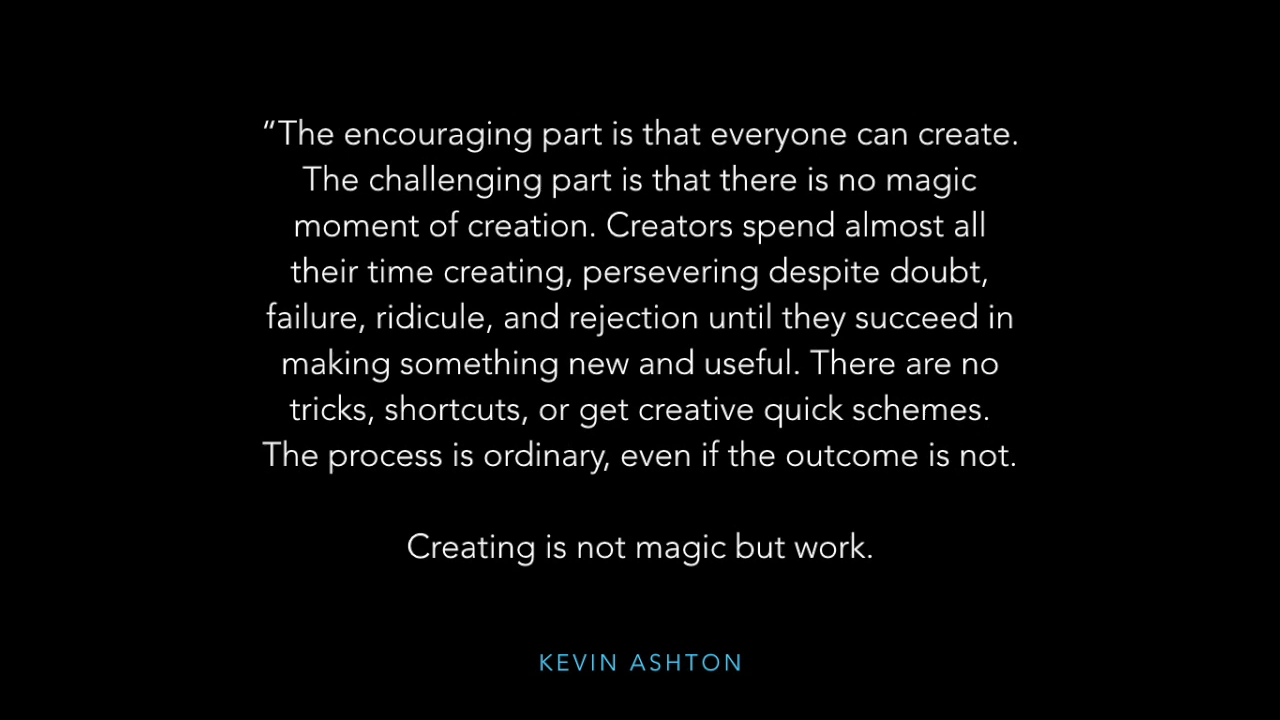 “The encouraging part is that everyone can create.
The challenging part is that there is no magic
moment of creation. Creators spend almost all
their time creating, persevering despite doubt,
failure, ridicule, and rejection until they succeed in
making something new and useful. There are no
tricks, shortcuts, or get creative quick schemes.
The process is ordinary, even if the outcome is not.
Creating is not magic but work.
KEVIN ASHTON